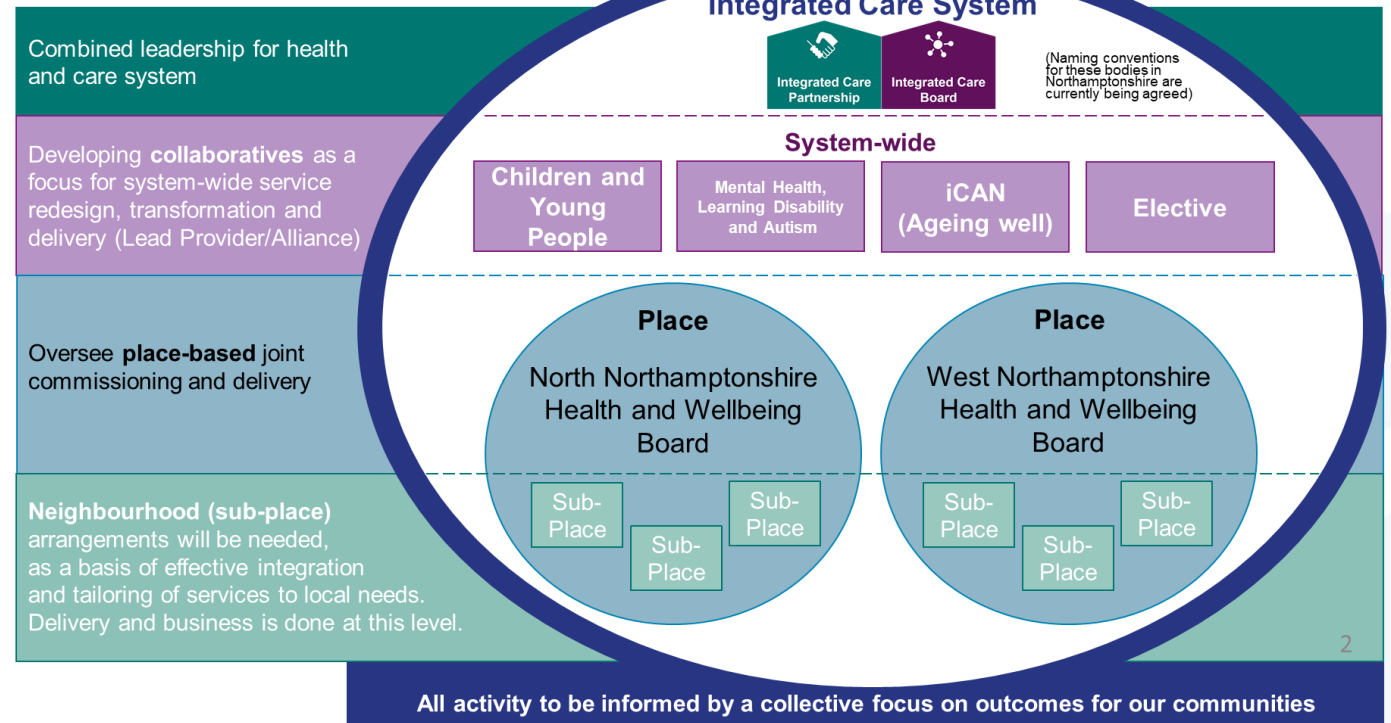 Integrated Care System
Combined leadership for health
and care system
Integrated Care
Partnership
Integrated Care
Board
(Naming conventions
for these bodies in
Northamptonshire are
currently being agreed)
Developing collaboratives as a
focus for system-wide service
redesign, transformation and
delivery (Lead Provider/Alliance)
System-wide
Children and
Young
People
Mental Health,
Learning Disability
and Autism
iCAN
(Ageing well)
Elective
Oversee place-based joint
commissioning and delivery
Place
North Northamptonshire
Health and Wellbeing
Board
Place
West Northamptonshire
Health and Wellbeing
Board
Neighbourhood (sub-place)
arrangements will be needed,
as a basis of effective integration
and tailoring of services to local needs.
Delivery and business is done at this level.
Sub-
Place
Sub-
Place
Sub-
Place
Sub-
Place
Sub-
Place
Sub-
Place
2
All activity to be informed by a collective focus on outcomes for our communities